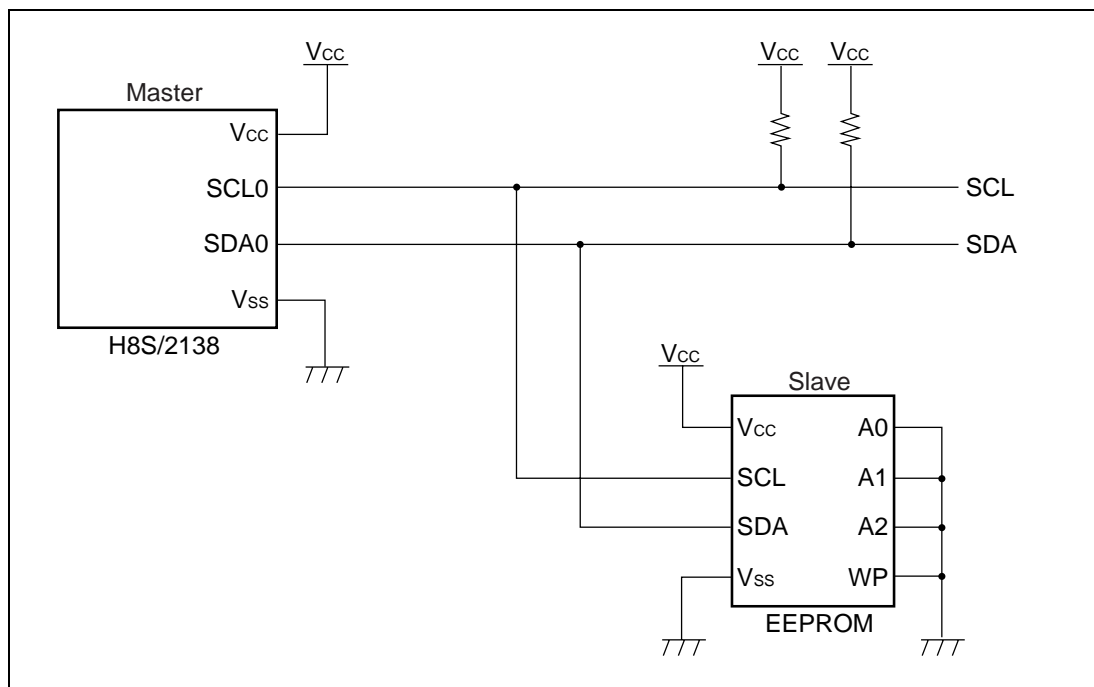 Vcc
Vcc Vcc
Master
Vcc
SCL0
SCL
SDA0
SDA
Vss
H8S/2138
Vcc
Slave
Vcc A0
SCL A1
SDA A2
Vss WP
EEPROM